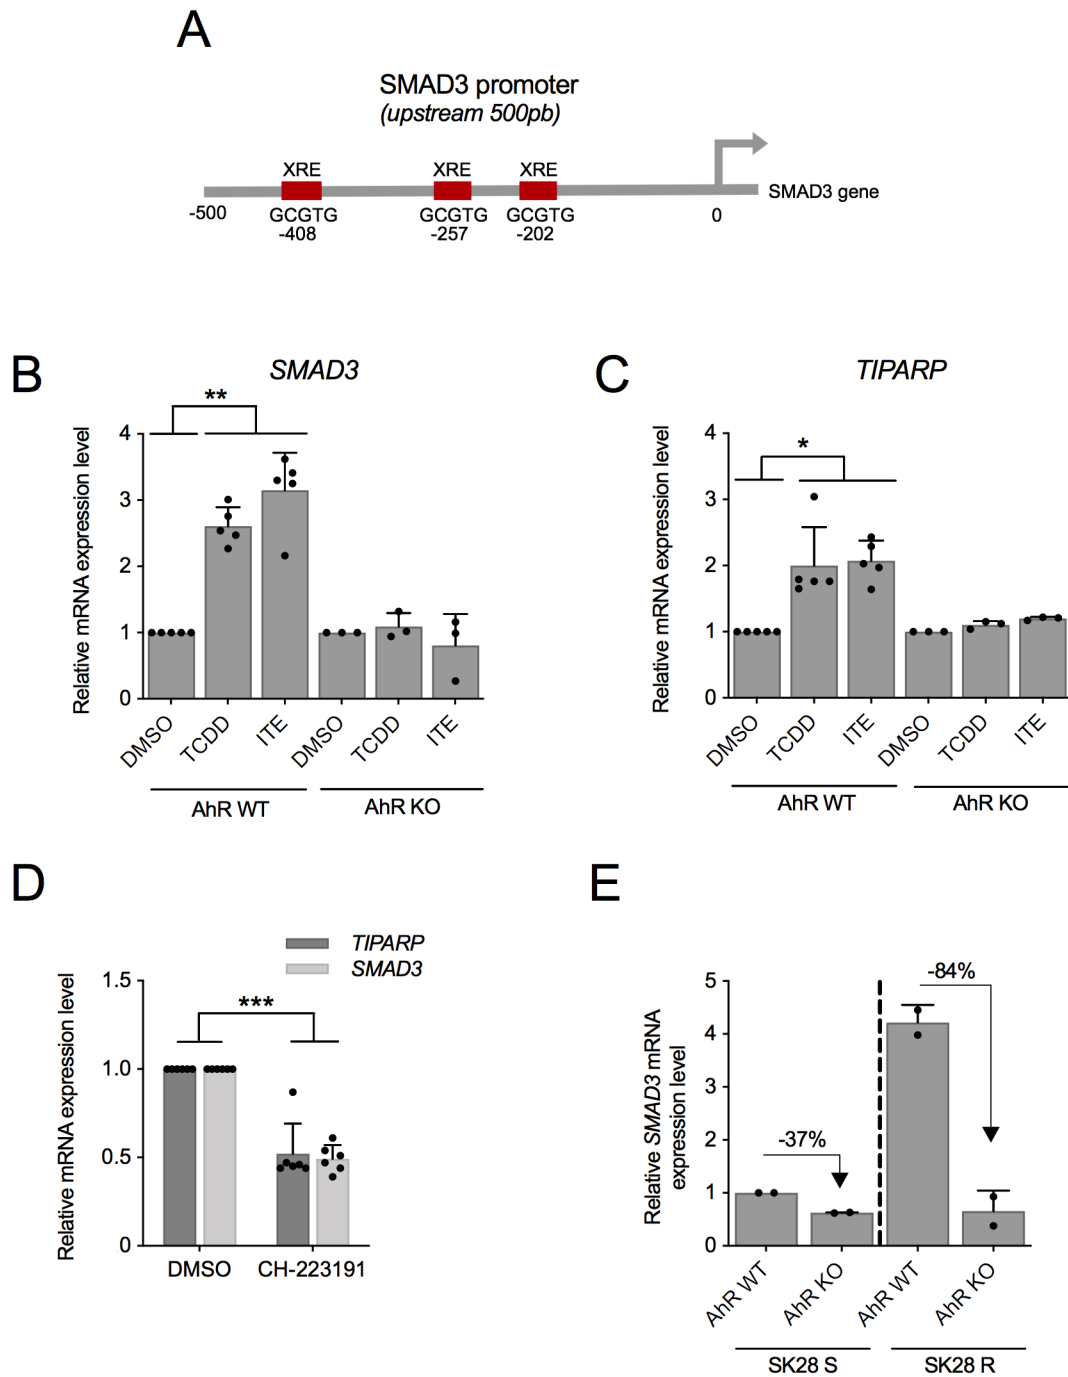 A
SMAD3 promoter
(upstream 500pb)
XRE XRE XRE
-500 GCGTG GCGTG GCGTG 0 SMAD3 gene
-408 -257 -202
B
SMAD3
**
Relative mRNA expression level
4
3
2
1
0
DMSO TCDD ITE DMSO TCDD ITE
AhR WT AhR KO
C
TIPARP
*
Relative mRNA expression level
4
3
2
1
0
DMSO TCDD ITE DMSO TCDD ITE
AhR WT AhR KO
D
TIPARP
SMAD3
***
Relative mRNA expression level
1.5
1.0
0.5
0
DMSO CH-223191
E
-84%
-37%
Relative SMAD3 mRNA
expression level
5
4
3
2
1
0
AhR WT AhR KO AhR WT AhR KO
SK28 S SK28 R